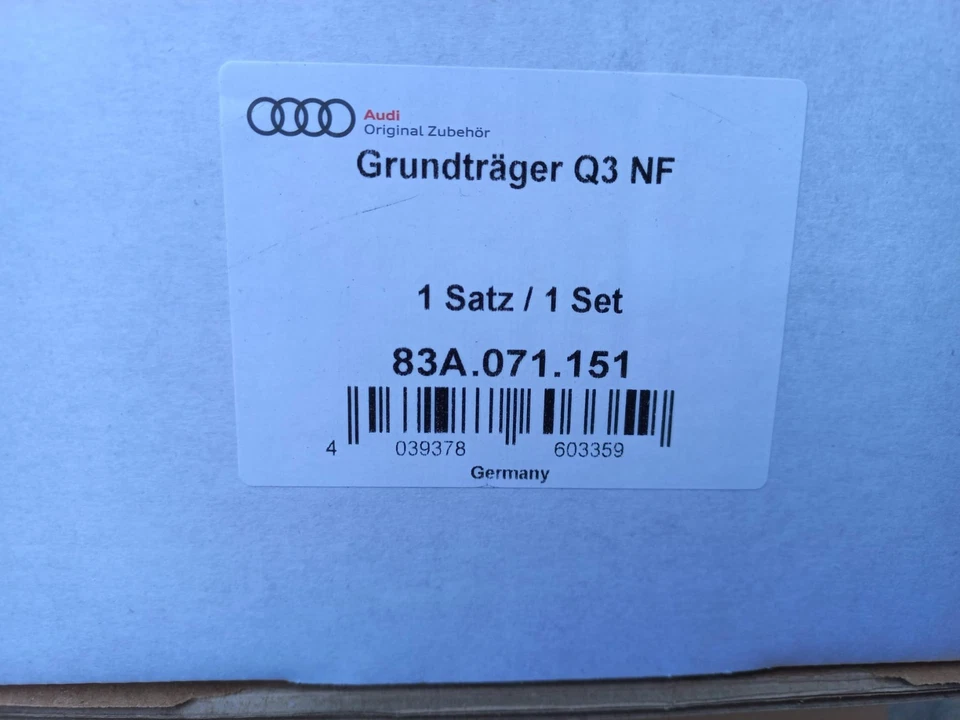 Audi
Original Zubehör
Grundträger Q3 NF
1 Satz / 1 Set
83A.071.151
4 039378 603359
Germany